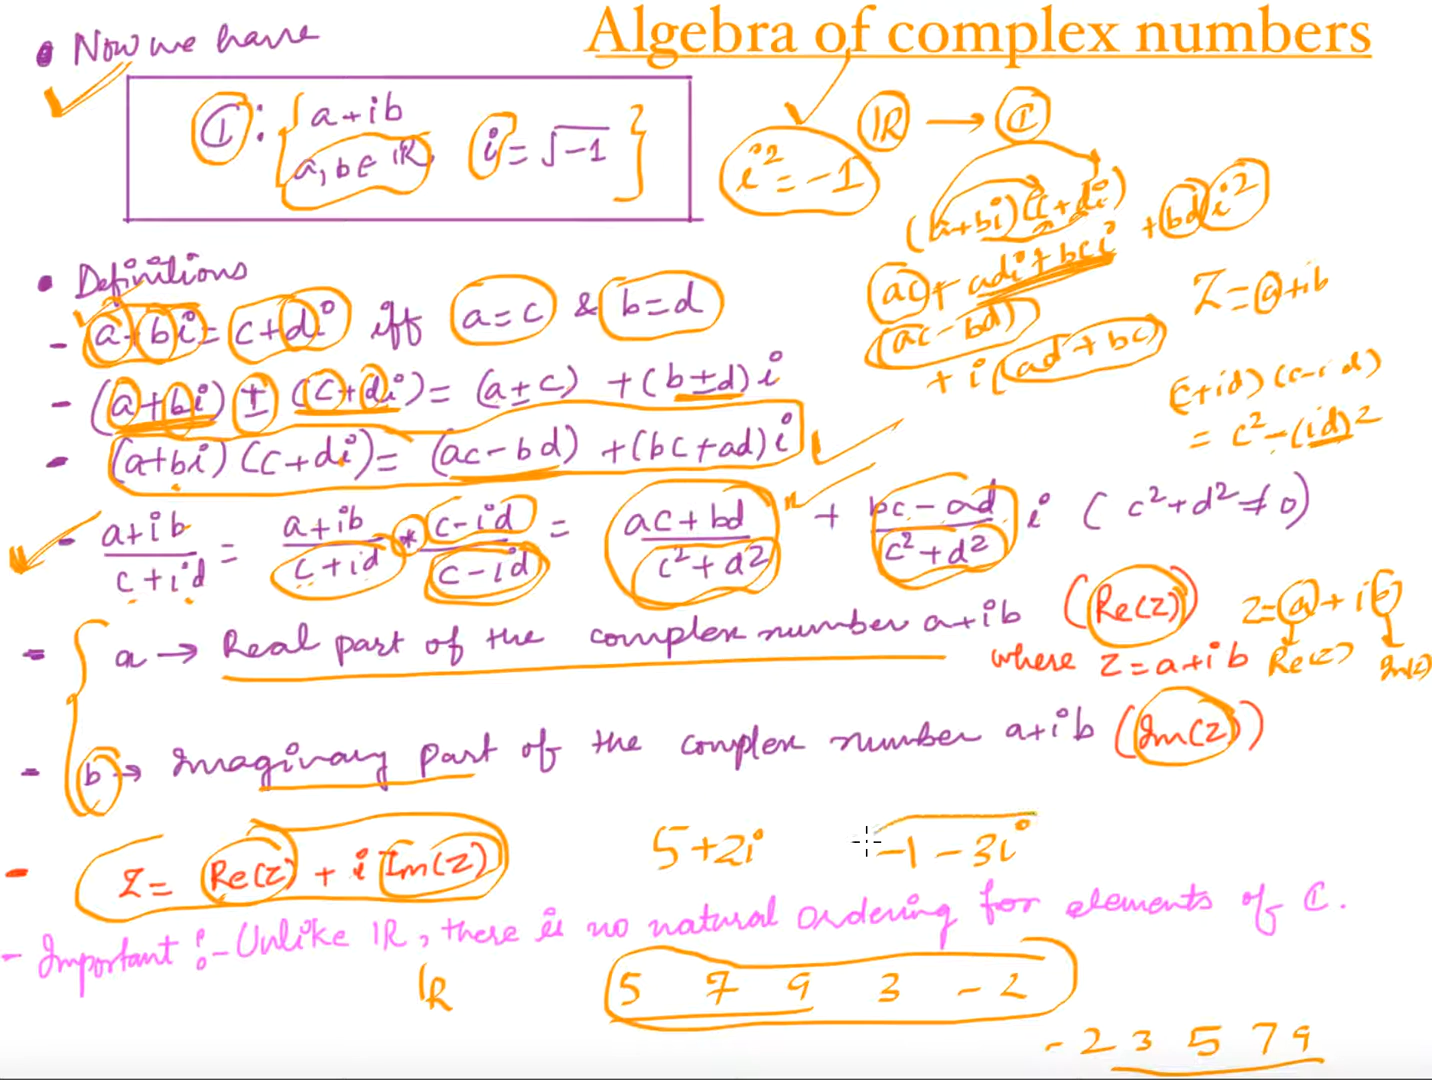 Algebra of complex numbers
• Now we have
ℂ: { a+ib
a, b ∈ ℝ, i = √-1 }
i² = -1
ℝ → ℂ
(a+bi)(c+di)
ac + adi + bci + bdi²
(ac-bd)
+ i(ad+bc)
Z = a+ib
(c+id)(c-id)
= c² - (id)²
• Definitions
- a+bi = c+di iff a=c & b=d
- (a+bi) ± (c+di) = (a±c) + (b±d)i
- (a+bi)(c+di) = (ac-bd) + (bc+ad)i
- a+ib / c+id = a+ib / c+id * c-id / c-id = ac+bd / c²+d² + bc-ad / c²+d² i (c²+d² ≠ 0)
- a → Real part of the complex number a+ib (Re(z))
where z=a+ib
z=a+ib
Re(z) Im(z)
- b → Imaginary part of the complex number a+ib (Im(z))
- z = Re(z) + i Im(z)
5+2i -1-3i
- Important :- Unlike ℝ, there is no natural ordering for elements of ℂ.
ℝ
5 7 9 3 -2
-2 3 5 7 9